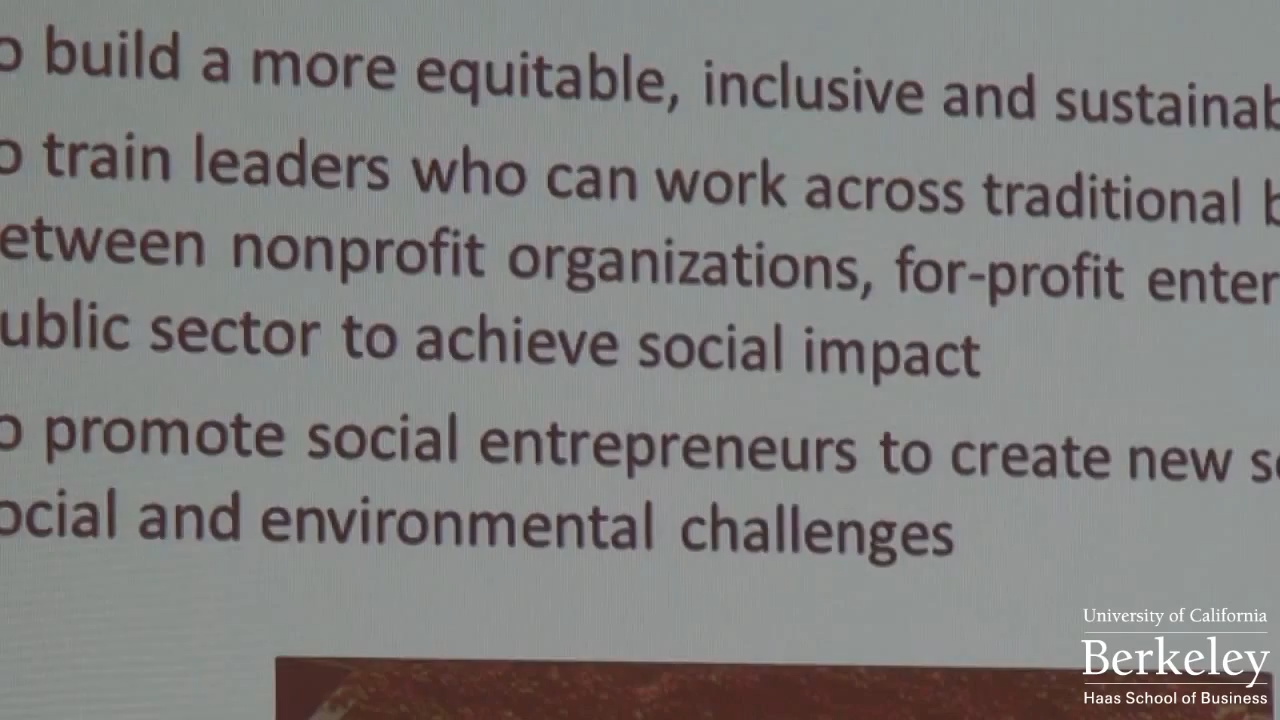 o build a more equitable, inclusive and sustainab
o train leaders who can work across traditional b
etween nonprofit organizations, for-profit enter
ublic sector to achieve social impact
o promote social entrepreneurs to create new so
ocial and environmental challenges
University of California
Berkeley
Haas School of Business